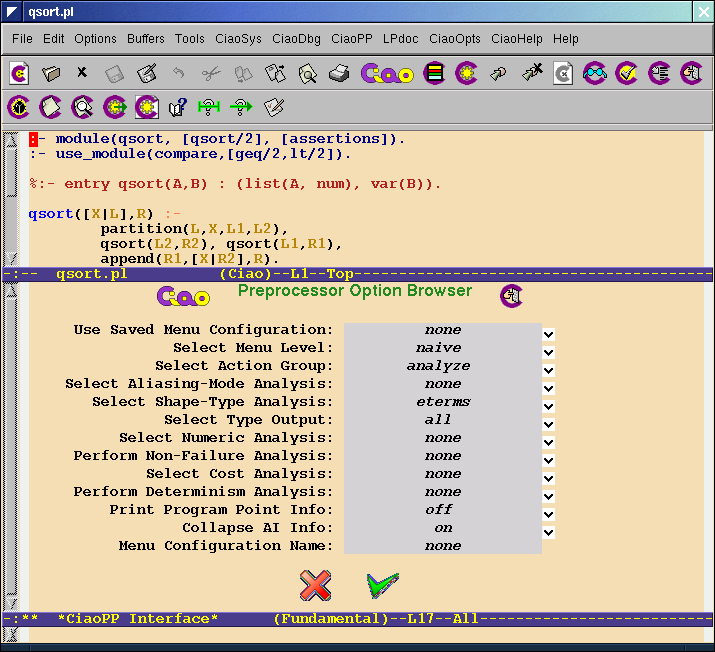 qsort.pl
File Edit Options Buffers Tools CiaoSys CiaoDbg CiaoPP LPdoc CiaoOpts CiaoHelp Help
Ciao
:- module(qsort, [qsort/2], [assertions]).
:- use_module(compare,[geq/2,lt/2]).
%:- entry qsort(A,B) : (list(A, num), var(B)).
qsort([X|L],R) :-
partition(L,X,L1,L2),
qsort(L2,R2), qsort(L1,R1),
append(R1,[X|R2],R).
-:-- qsort.pl (Ciao)--L1--Top------------------------------------------
Ciao Preprocessor Option Browser
Use Saved Menu Configuration: none
Select Menu Level: naive
Select Action Group: analyze
Select Aliasing-Mode Analysis: none
Select Shape-Type Analysis: eterms
Select Type Output: all
Select Numeric Analysis: none
Perform Non-Failure Analysis: none
Select Cost Analysis: none
Perform Determinism Analysis: none
Print Program Point Info: off
Collapse AI Info: on
Menu Configuration Name: none
-:** *CiaoPP Interface* (Fundamental)--L17--All--------------------------